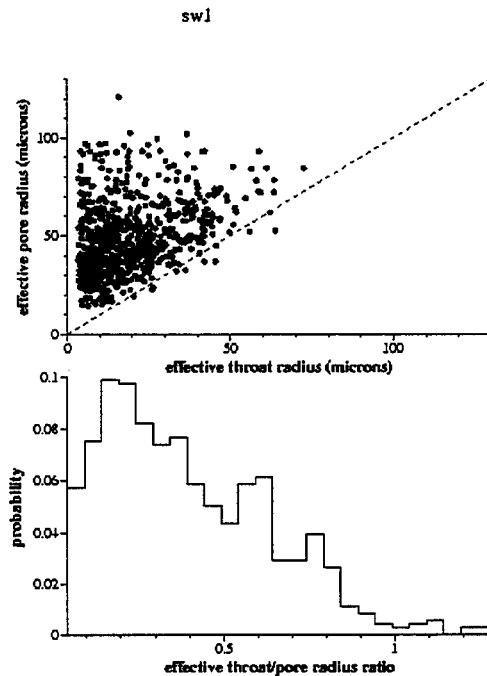 sw1
effective pore radius (microns)
100
50
0
0
50
100
effective throat radius (microns)
probability
0.1
0.08
0.06
0.04
0.02
0
0.5
1
effective throat/pore radius ratio